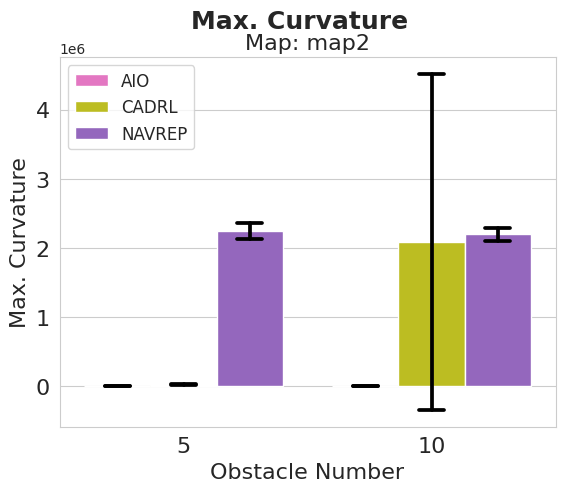 Max. Curvature
Map: map2
1e6
AIO
CADRL
NAVREP
4
3
2
1
0
Max. Curvature
5 10
Obstacle Number